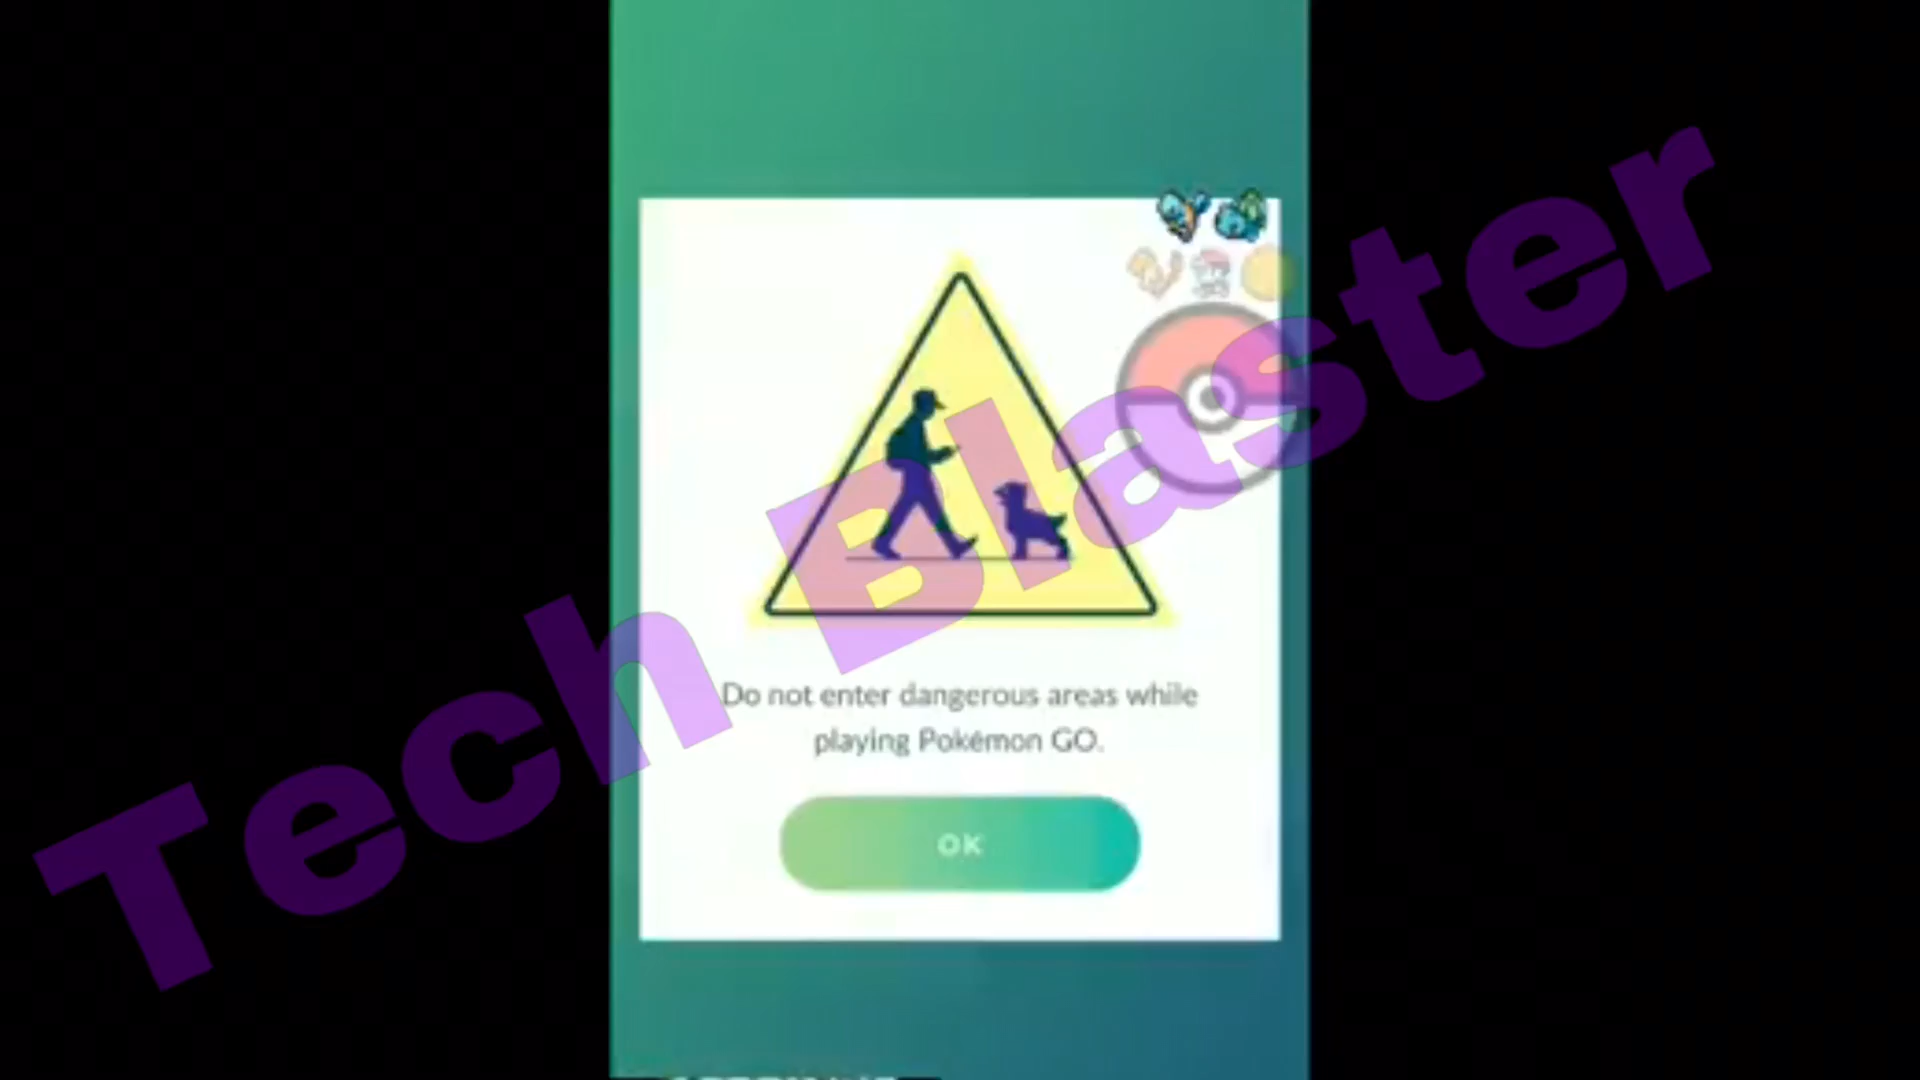 Tech Blaster
Do not enter dangerous areas while
playing Pokémon GO.
OK